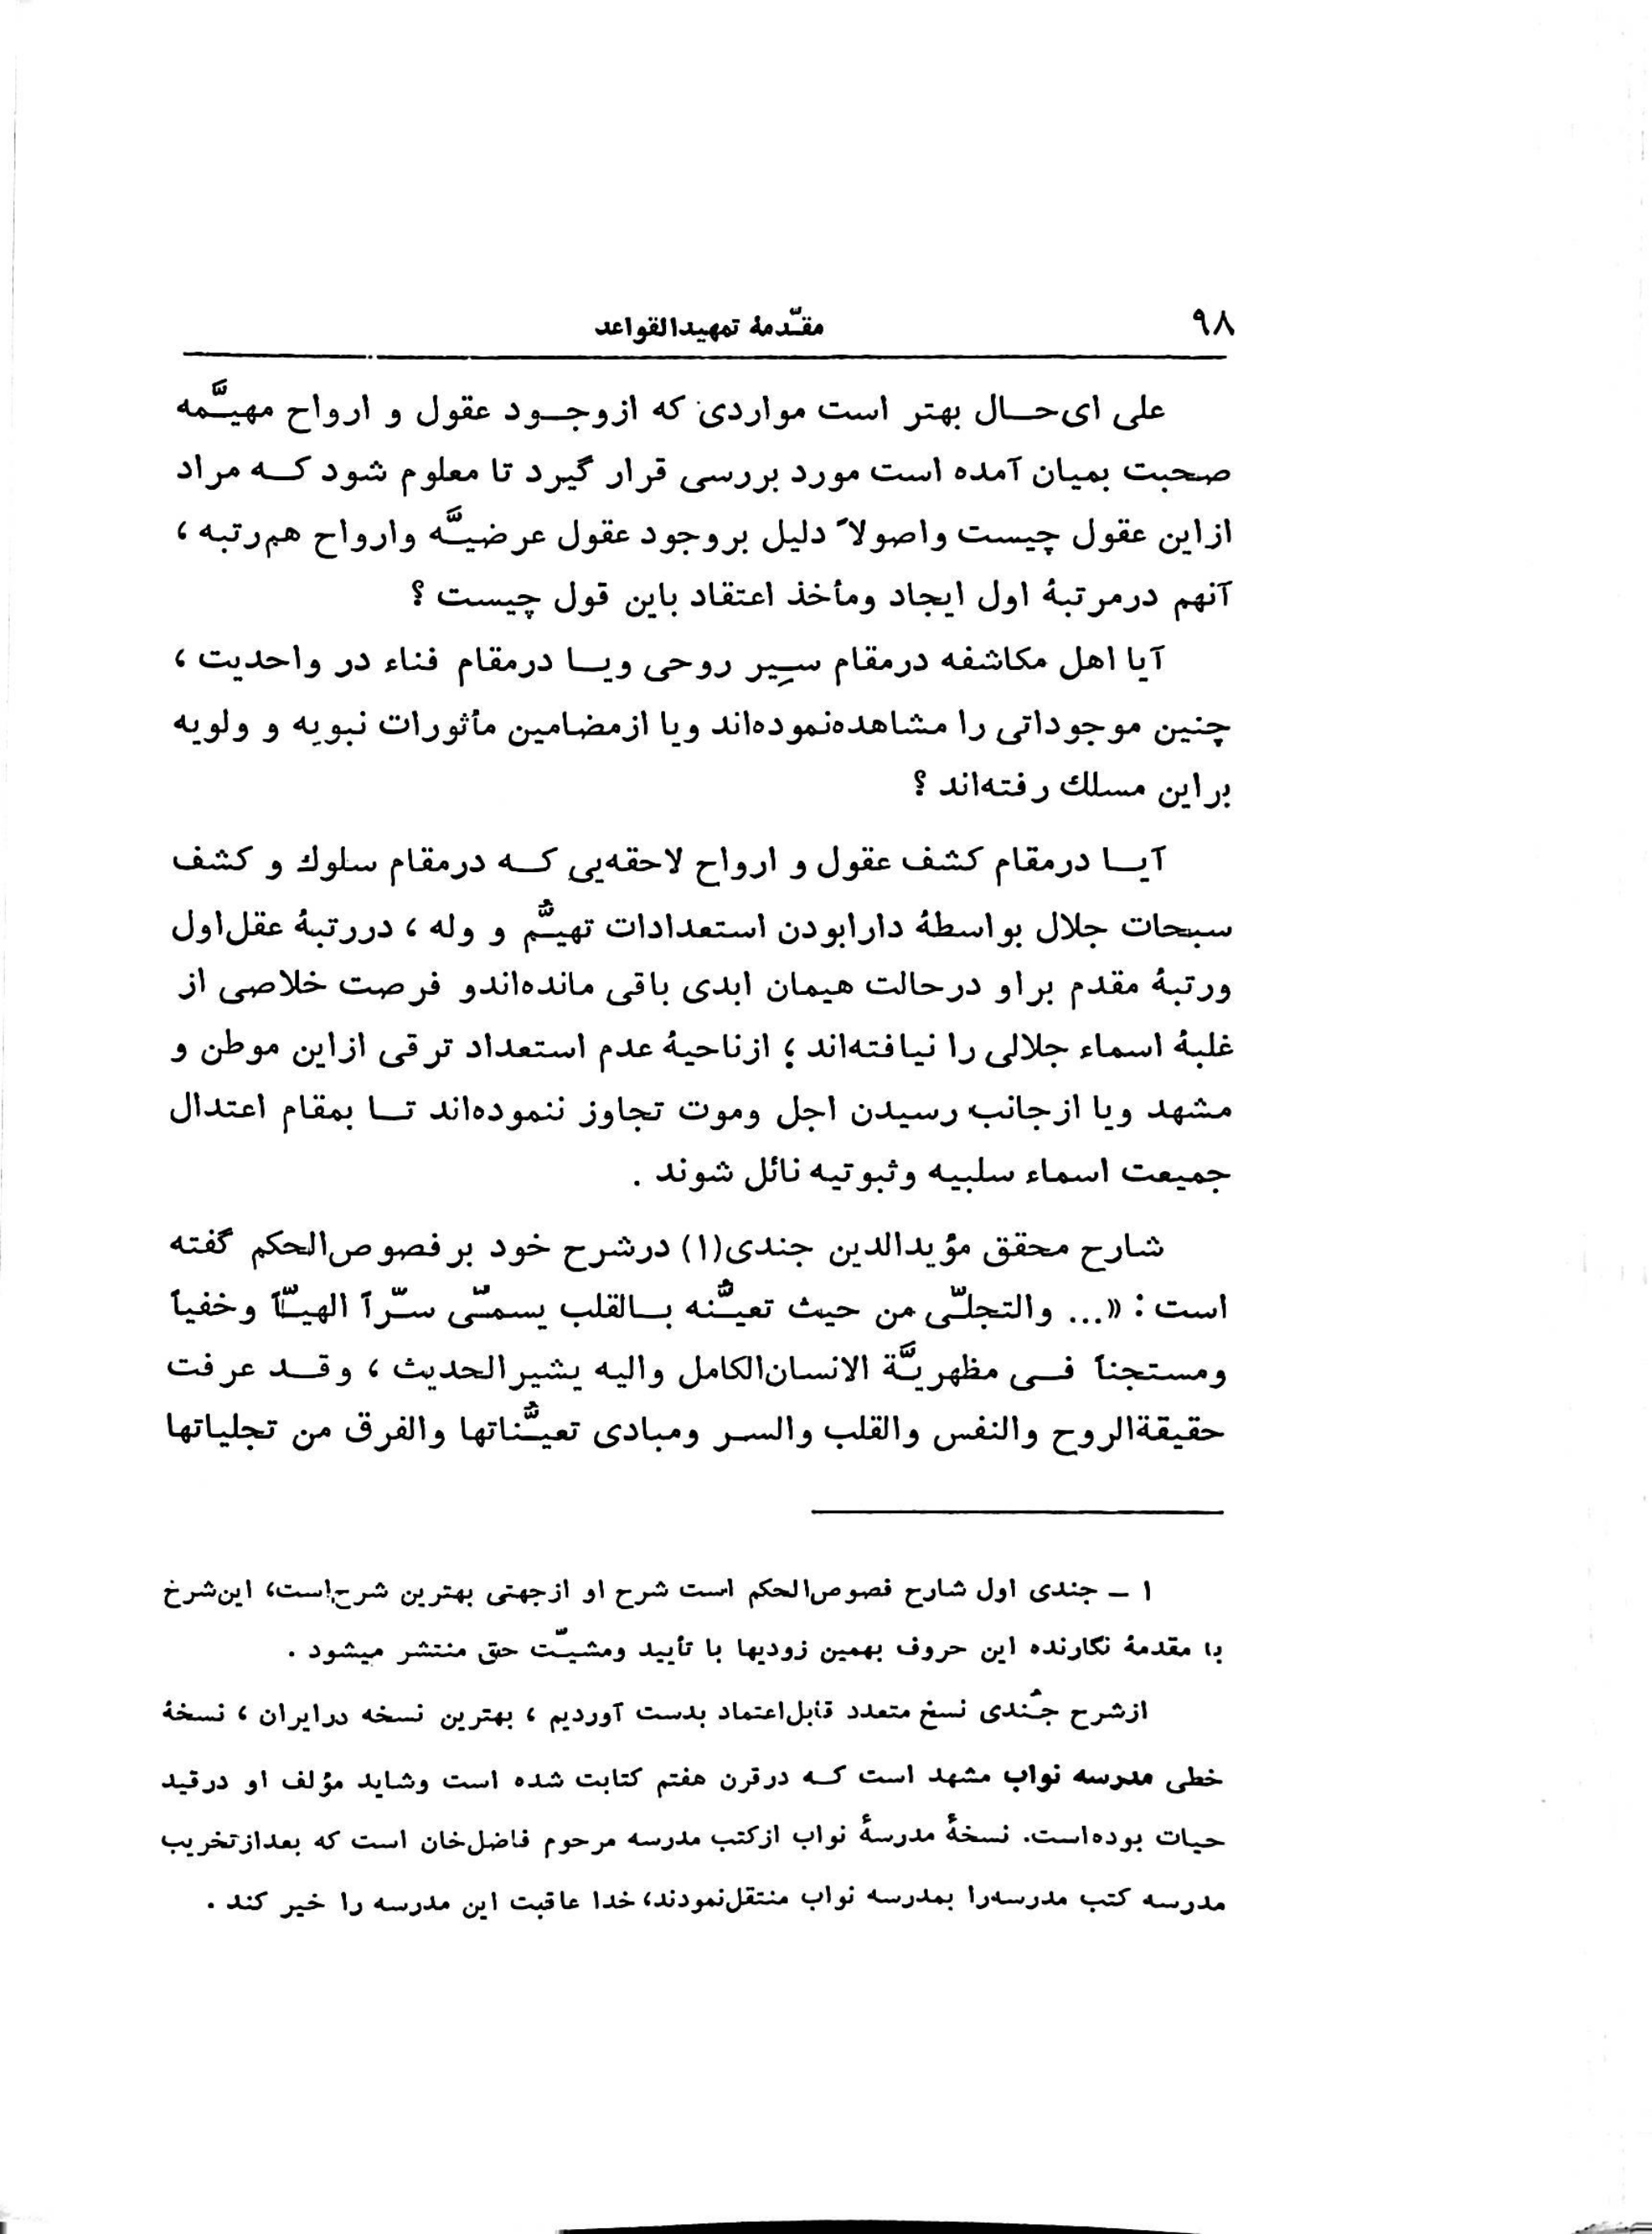 ۹۸
مقدّمهٔ تمهیدالقواعد
علی ای‌حال بهتر است مواردی که ازوجود عقول و ارواح مهیَّمه
صحبت بمیان آمده است مورد بررسی قرار گیرد تا معلوم شود که مراد
ازاین عقول چیست واصولاً دلیل بروجود عقول عرضیَّه وارواح هم‌رتبه ،
آنهم درمرتبهٔ اول ایجاد ومأخذ اعتقاد باین قول چیست ؟
آیا اهل مکاشفه درمقام سیِر روحی ویا درمقام فناء در واحدیت ،
چنین موجوداتی را مشاهده‌نموده‌اند ویا ازمضامین مأثورات نبویه و ولویه
براین مسلك رفته‌اند ؟
آیا درمقام کشف عقول و ارواح لاحقه‌یی که درمقام سلوك و کشف
سبحات جلال بواسطهٔ دارابودن استعدادات تهیُّم و وله ، دررتبهٔ عقل‌اول
ورتبهٔ مقدم براو درحالت هیمان ابدی باقی مانده‌اندو فرصت خلاصی از
غلبهٔ اسماء جلالی را نیافته‌اند ؛ ازناحیهٔ عدم استعداد ترقی ازاین موطن و
مشهد ویا ازجانب رسیدن اجل وموت تجاوز ننموده‌اند تا بمقام اعتدال
جمیعت اسماء سلبیه وثبوتیه نائل شوند .
شارح محقق مؤیدالدین جندی(۱) درشرح خود بر فصوص‌الحکم گفته
است : «... والتجلّی من حیث تعیُّنه بالقلب یسمّی سرّاً الهیّاً وخفیاً
ومستجناً فی مظهریَّة الانسان‌الکامل والیه یشیرالحدیث ، وقد عرفت
حقیقةالروح والنفس والقلب والسر ومبادی تعیُّناتها والفرق من تجلیاتها
۱ – جندی اول شارح فصوص‌الحکم است شرح او ازجهتی بهترین شرح‌است، این‌شرح
با مقدمهٔ نگارنده این حروف بهمین زودیها با تأیید ومشیّت حق منتشر میشود .
ازشرح جَندی نسخ متعدد قابل‌اعتماد بدست آوردیم ، بهترین نسخه درایران ، نسخهٔ
خطی مدرسه نواب مشهد است که درقرن هفتم کتابت شده است وشاید مؤلف او درقید
حیات بوده‌است. نسخهٔ مدرسهٔ نواب ازکتب مدرسه مرحوم فاضل‌خان است که بعدازتخریب
مدرسه کتب مدرسه‌را بمدرسه نواب منتقل‌نمودند، خدا عاقبت این مدرسه را خیر کند .